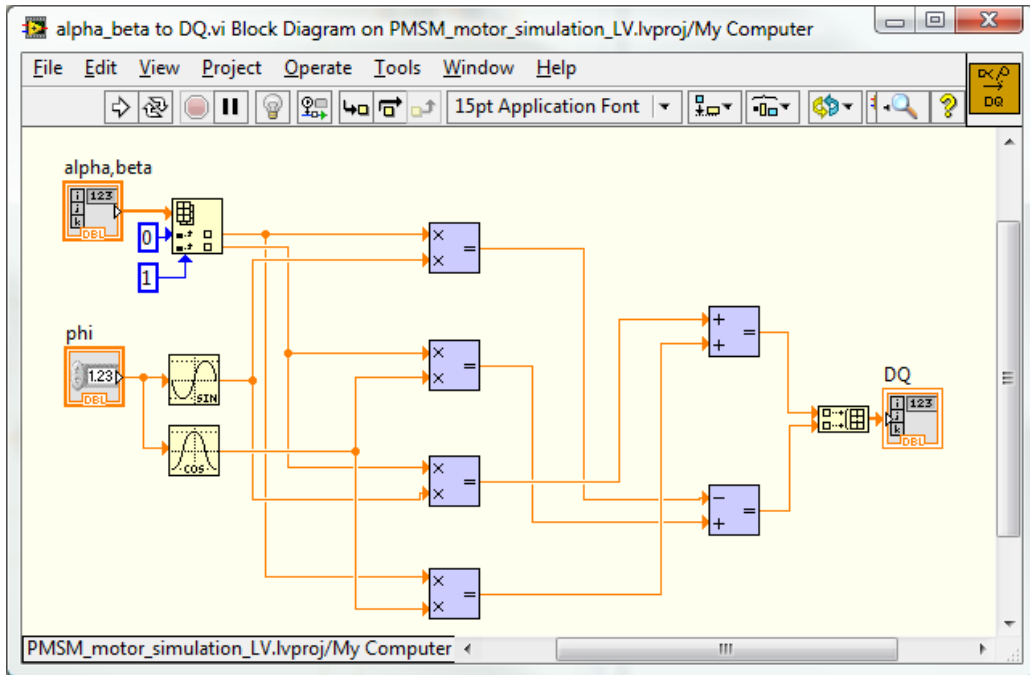 alpha_beta to DQ.vi Block Diagram on PMSM_motor_simulation_LV.lvproj/My Computer
File Edit View Project Operate Tools Window Help
15pt Application Font
DQ
alpha,beta
i 123
j
k
DBL
0
1
phi
1.23
DBL
SIN
COS
× = 
×
× =
×
× =
×
× =
×
+ =
+
− =
+
DQ
i 123
j
k
DBL
PMSM_motor_simulation_LV.lvproj/My Computer